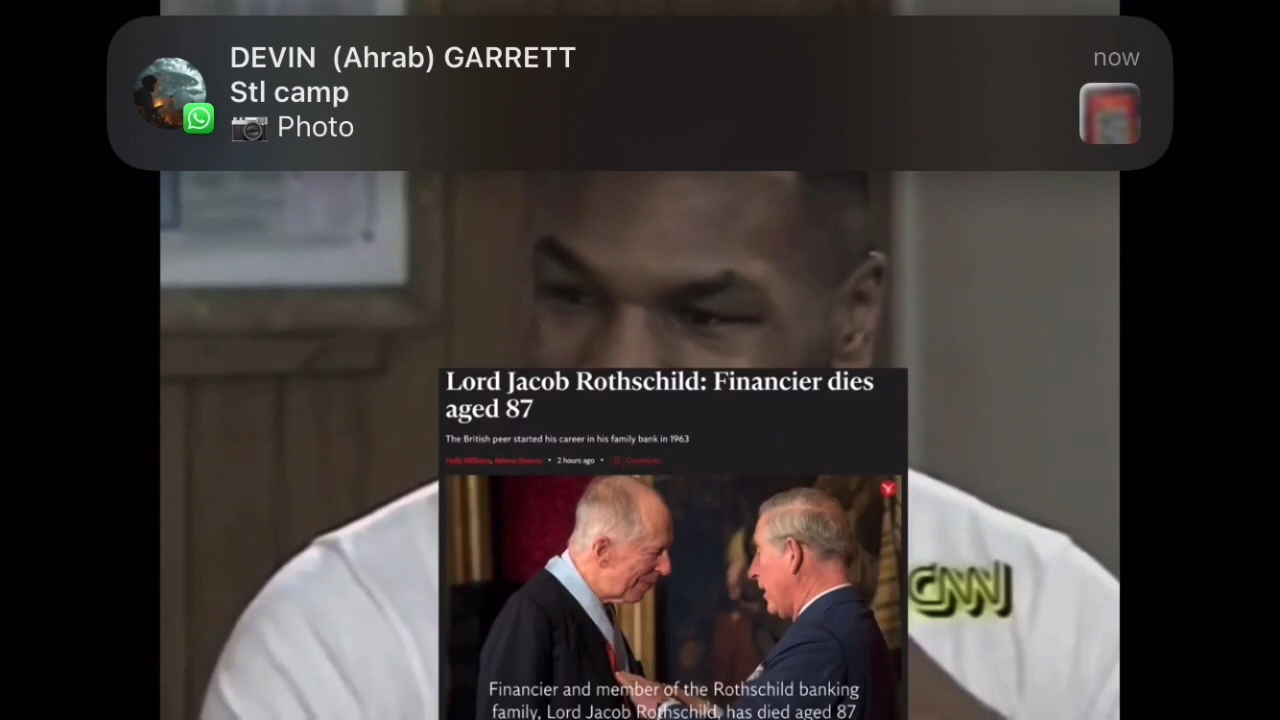 DEVIN (Ahrab) GARRETT
now
Stl camp
📷 Photo
Lord Jacob Rothschild: Financier dies
aged 87
The British peer started his career in his family bank in 1963
• 2 hours ago • Comments
CNN
Financier and member of the Rothschild banking
family, Lord Jacob Rothschild, has died aged 87